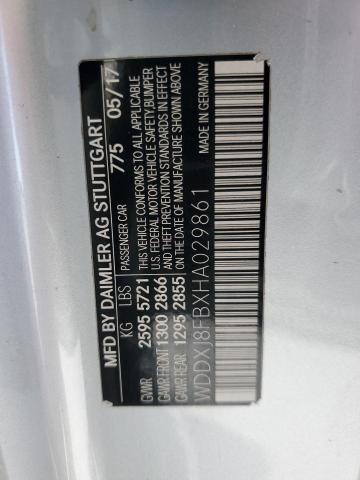 MFD BY DAIMLER AG STUTTGART 775 05/17
KG LBS PASSENGER CAR
GVWR 2595 5721 THIS VEHICLE CONFORMS TO ALL APPLICABLE
GAWR FRONT 1300 2866 U.S. FEDERAL MOTOR VEHICLE SAFETY, BUMPER
GAWR REAR 1295 2855 AND THEFT PREVENTION STANDARDS IN EFFECT
ON THE DATE OF MANUFACTURE SHOWN ABOVE
WDDXJ8FBXHA029861 MADE IN GERMANY